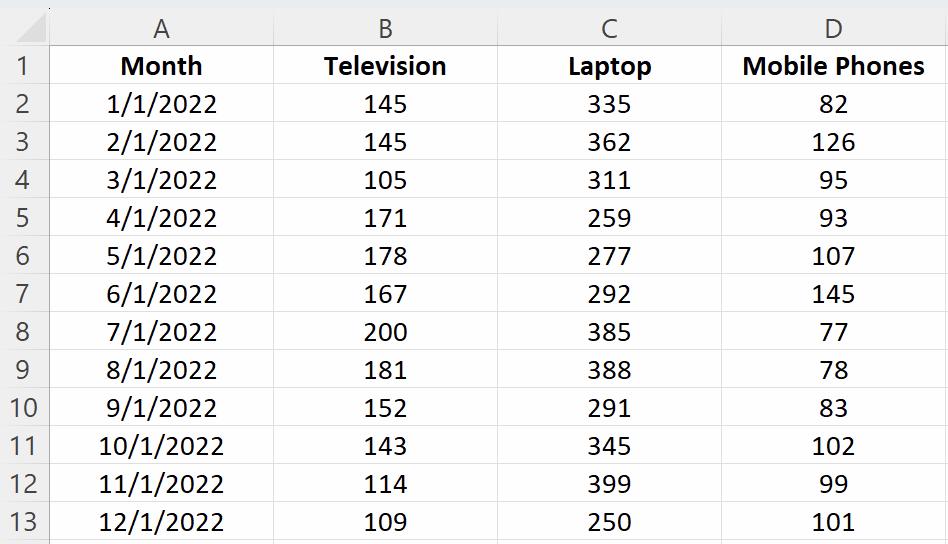 A B C D
1 Month Television Laptop Mobile Phones
2 1/1/2022 145 335 82
3 2/1/2022 145 362 126
4 3/1/2022 105 311 95
5 4/1/2022 171 259 93
6 5/1/2022 178 277 107
7 6/1/2022 167 292 145
8 7/1/2022 200 385 77
9 8/1/2022 181 388 78
10 9/1/2022 152 291 83
11 10/1/2022 143 345 102
12 11/1/2022 114 399 99
13 12/1/2022 109 250 101